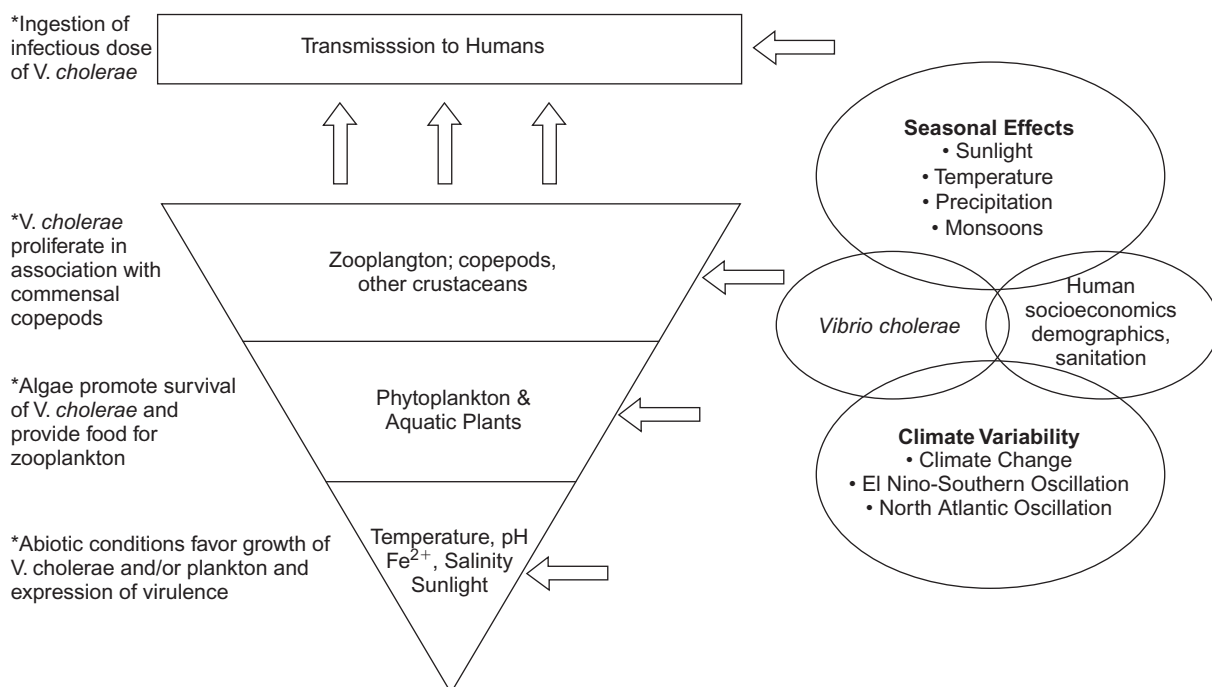 *Ingestion of
infectious dose
of V. cholerae
Transmisssion to Humans
*V. cholerae
proliferate in
association with
commensal
copepods
Zooplangton; copepods,
other crustaceans
*Algae promote survival
of V. cholerae and
provide food for
zooplankton
Phytoplankton &
Aquatic Plants
*Abiotic conditions favor growth of
V. cholerae and/or plankton and
expression of virulence
Temperature, pH
Fe²⁺, Salinity
Sunlight
Seasonal Effects
• Sunlight
• Temperature
• Precipitation
• Monsoons
Vibrio cholerae
Human
socioeconomics
demographics,
sanitation
Climate Variability
• Climate Change
• El Nino-Southern Oscillation
• North Atlantic Oscillation